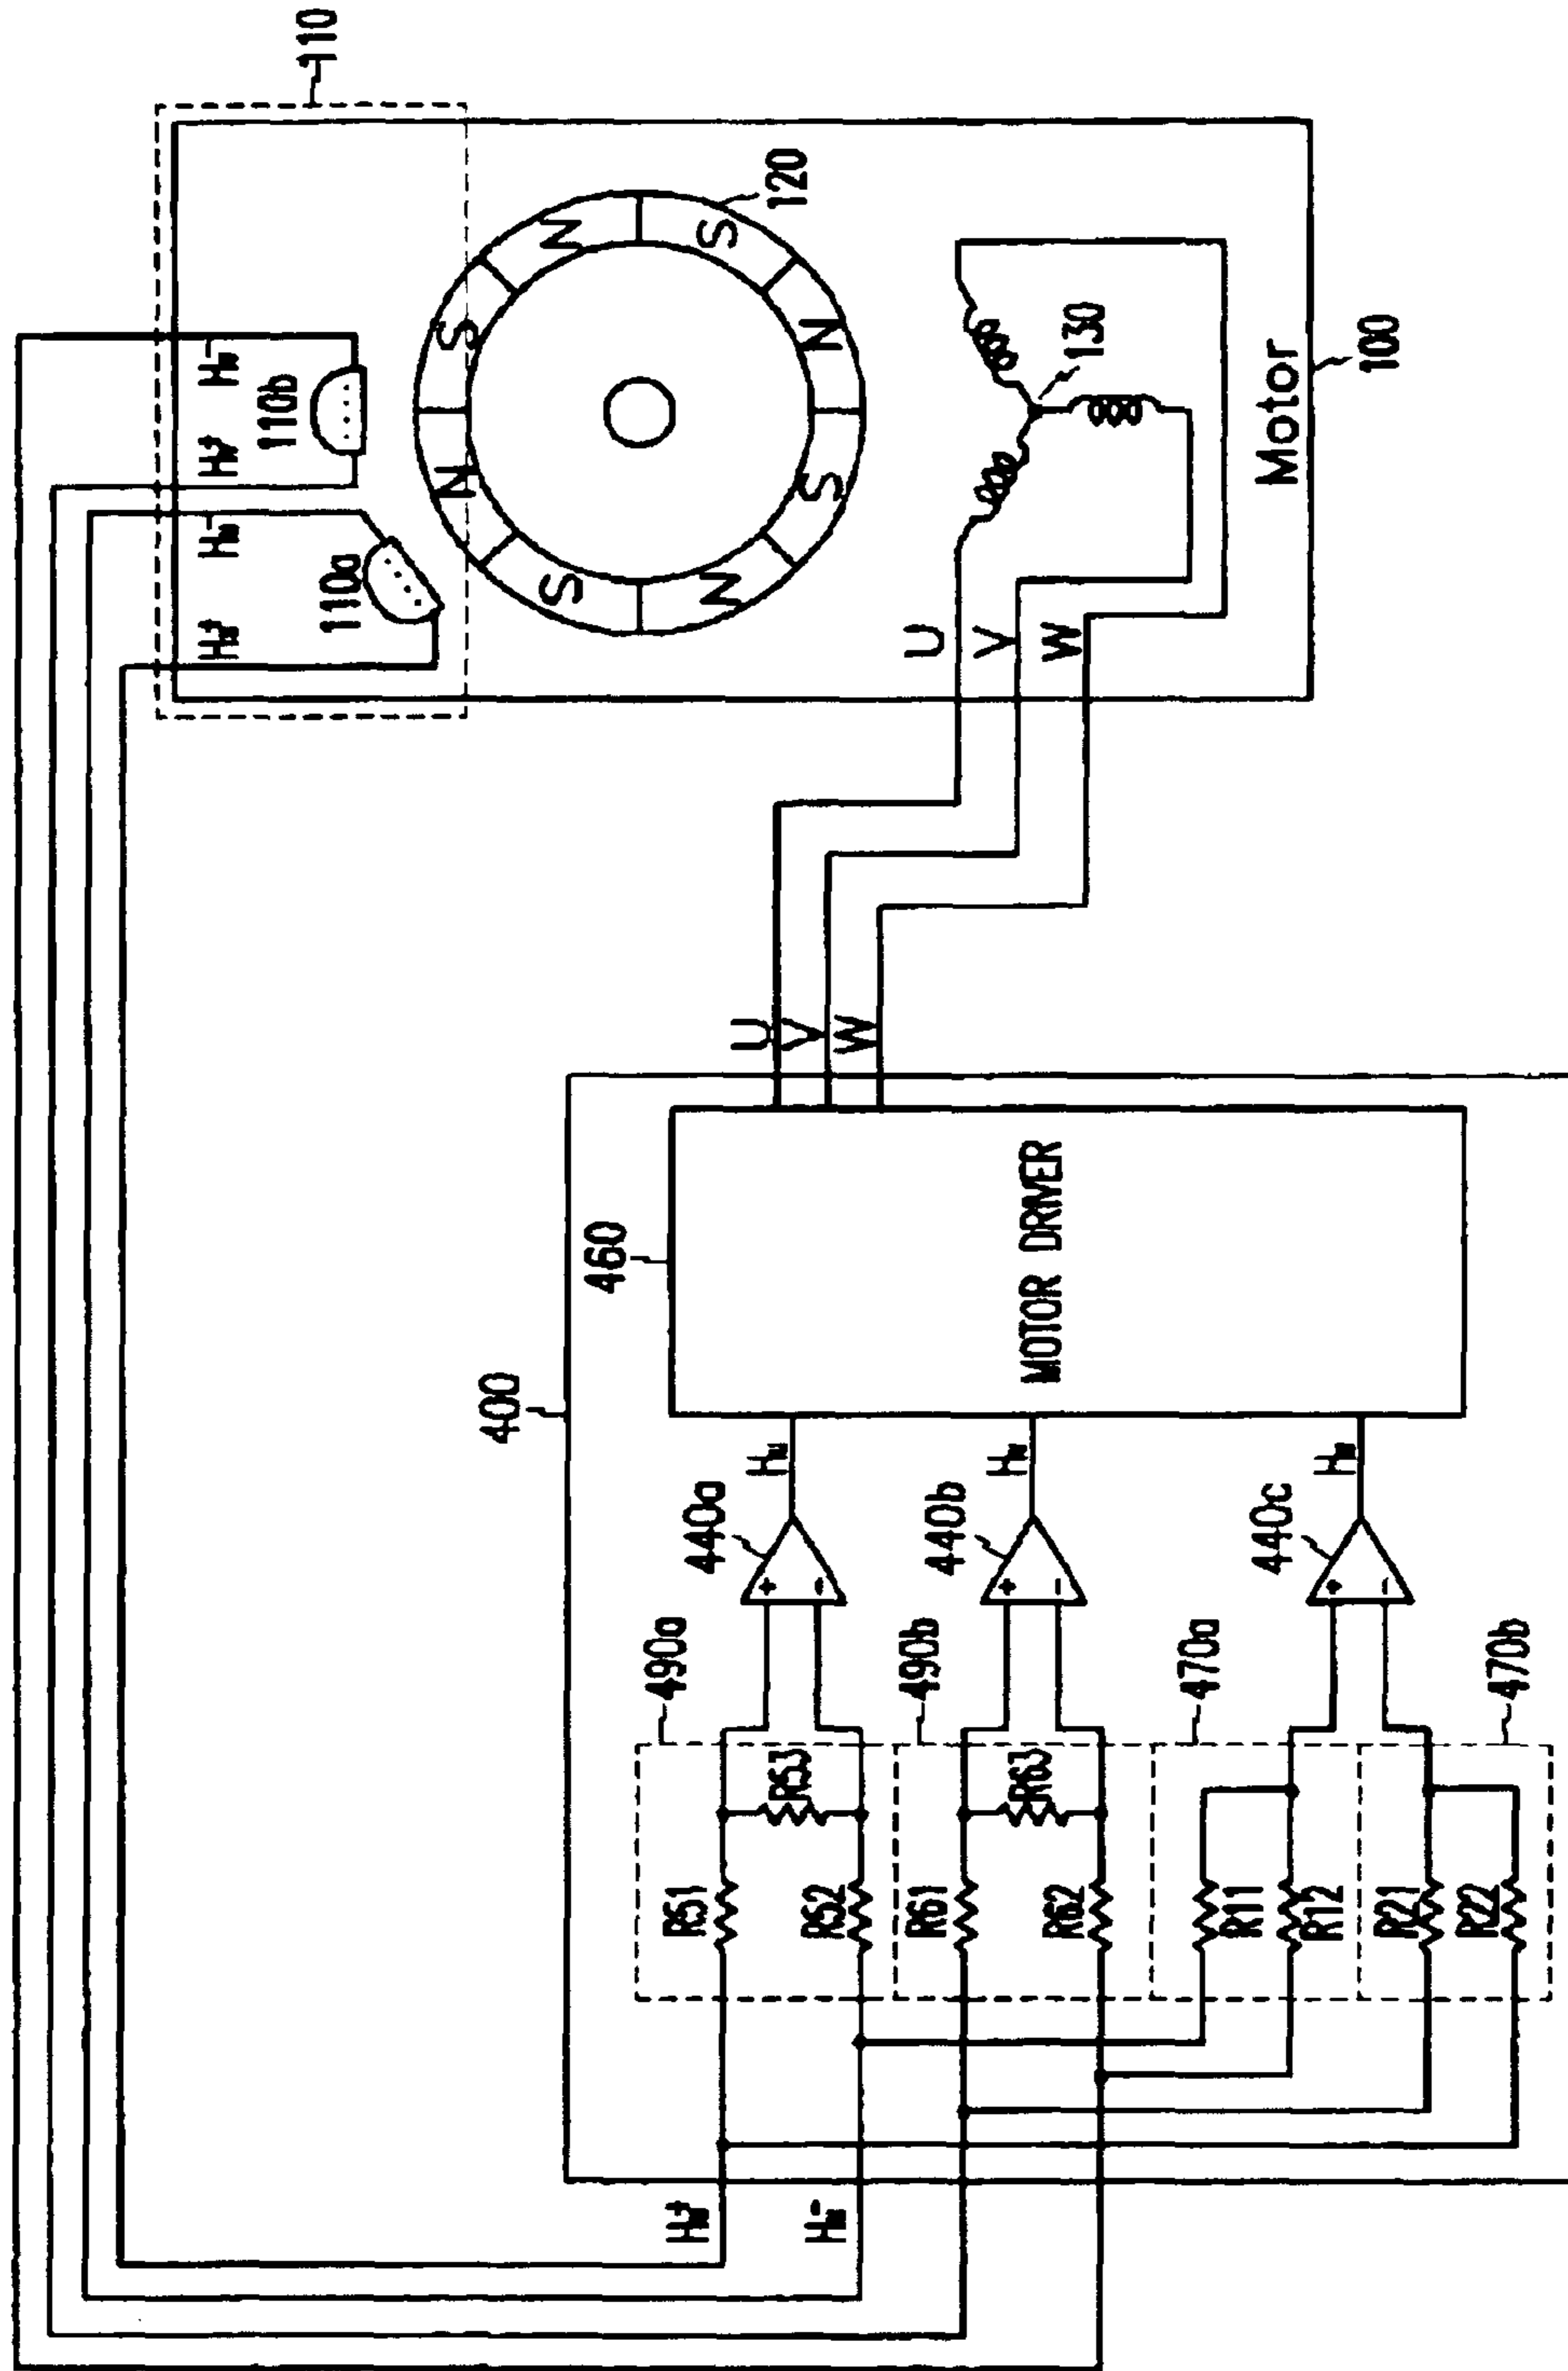 110
110a
110b
S
N
S
N
S
N
S
N
120
U
V
W
130
Motor
100
400
460
MOTOR DRIVER
U
V
W
490a
R51
R52
R53
440a
Hu
490b
R61
R62
R63
440b
470a
R11
R12
440c
470b
R21
R22